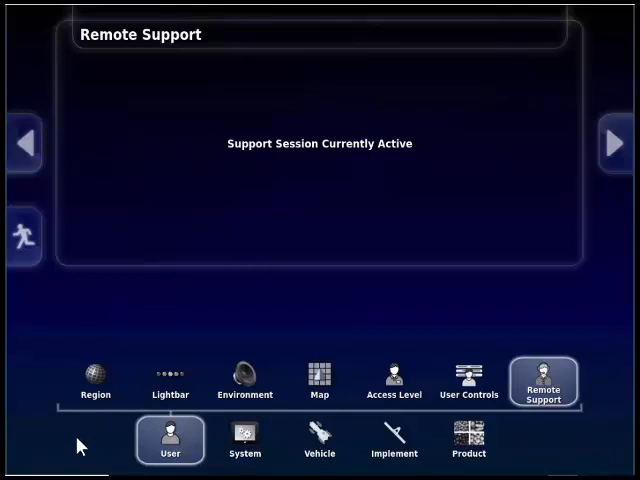 Remote Support
Support Session Currently Active
Region
Lightbar
Environment
Map
Access Level
User Controls
Remote
Support
User
System
Vehicle
Implement
Product